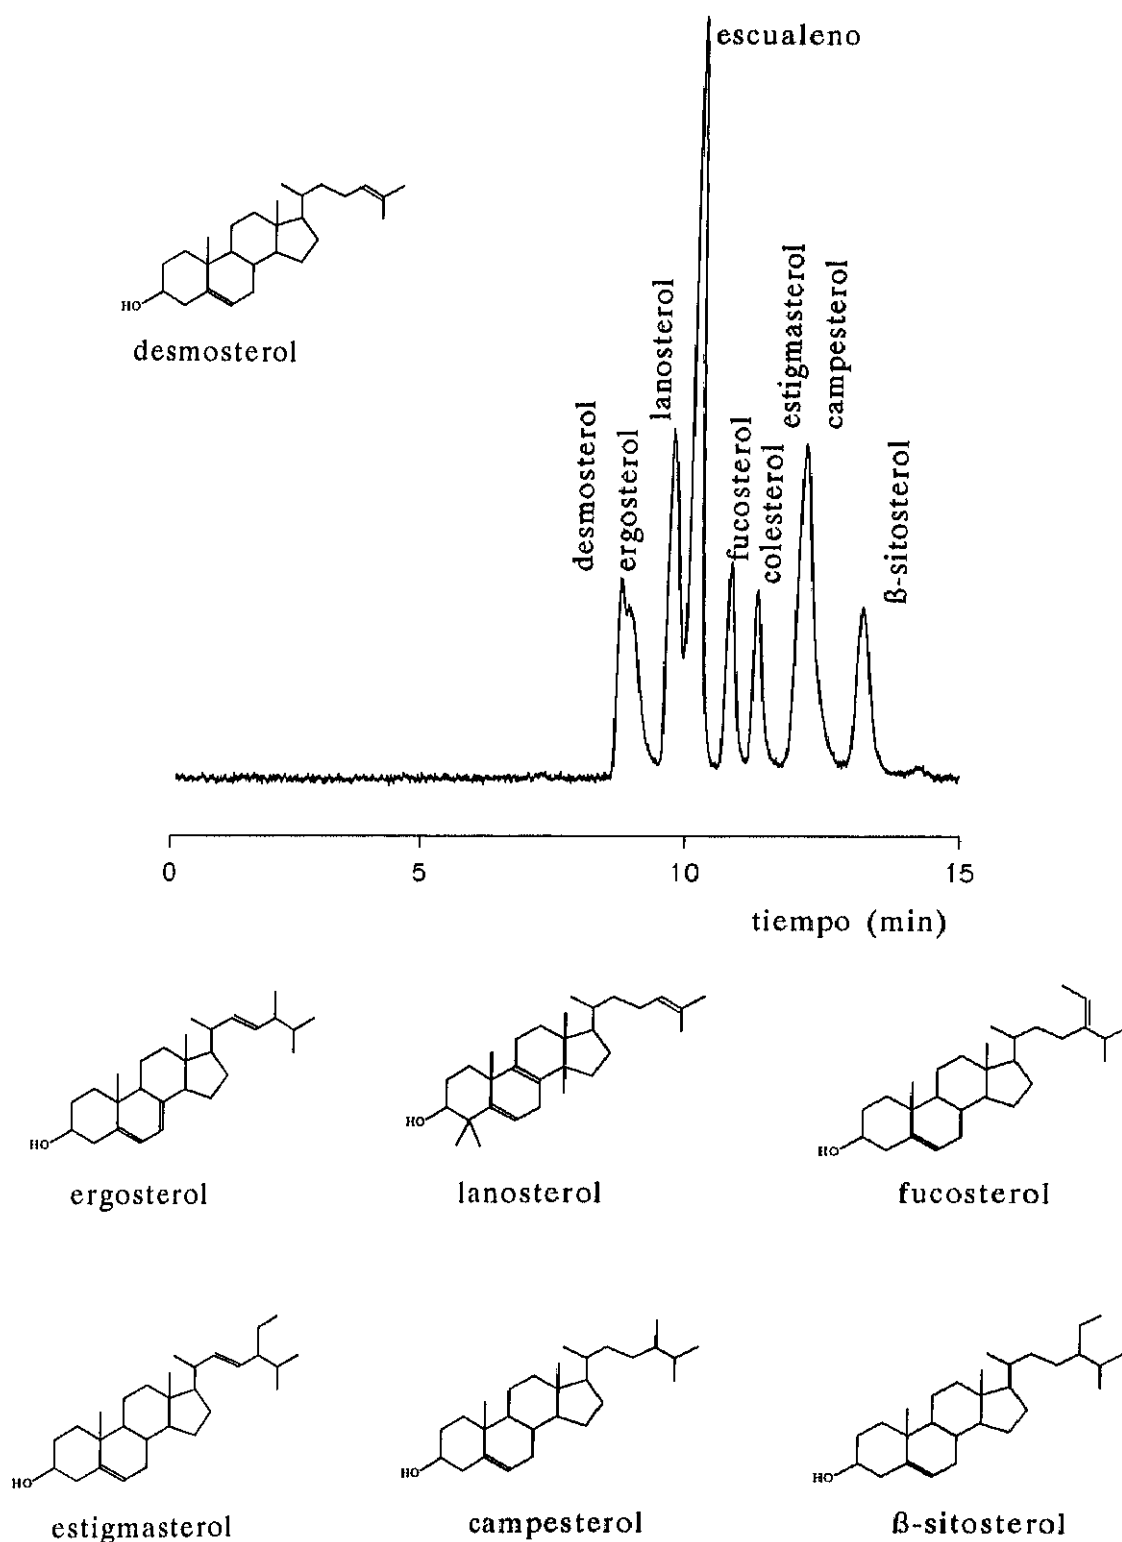 escualeno
desmosterol
ergosterol
lanosterol
fucosterol
colesterol
estigmasterol
campesterol
ß-sitosterol
HO
desmosterol
0 5 10 15
tiempo (min)
HO
HO
HO
ergosterol lanosterol fucosterol
HO
HO
HO
estigmasterol campesterol ß-sitosterol